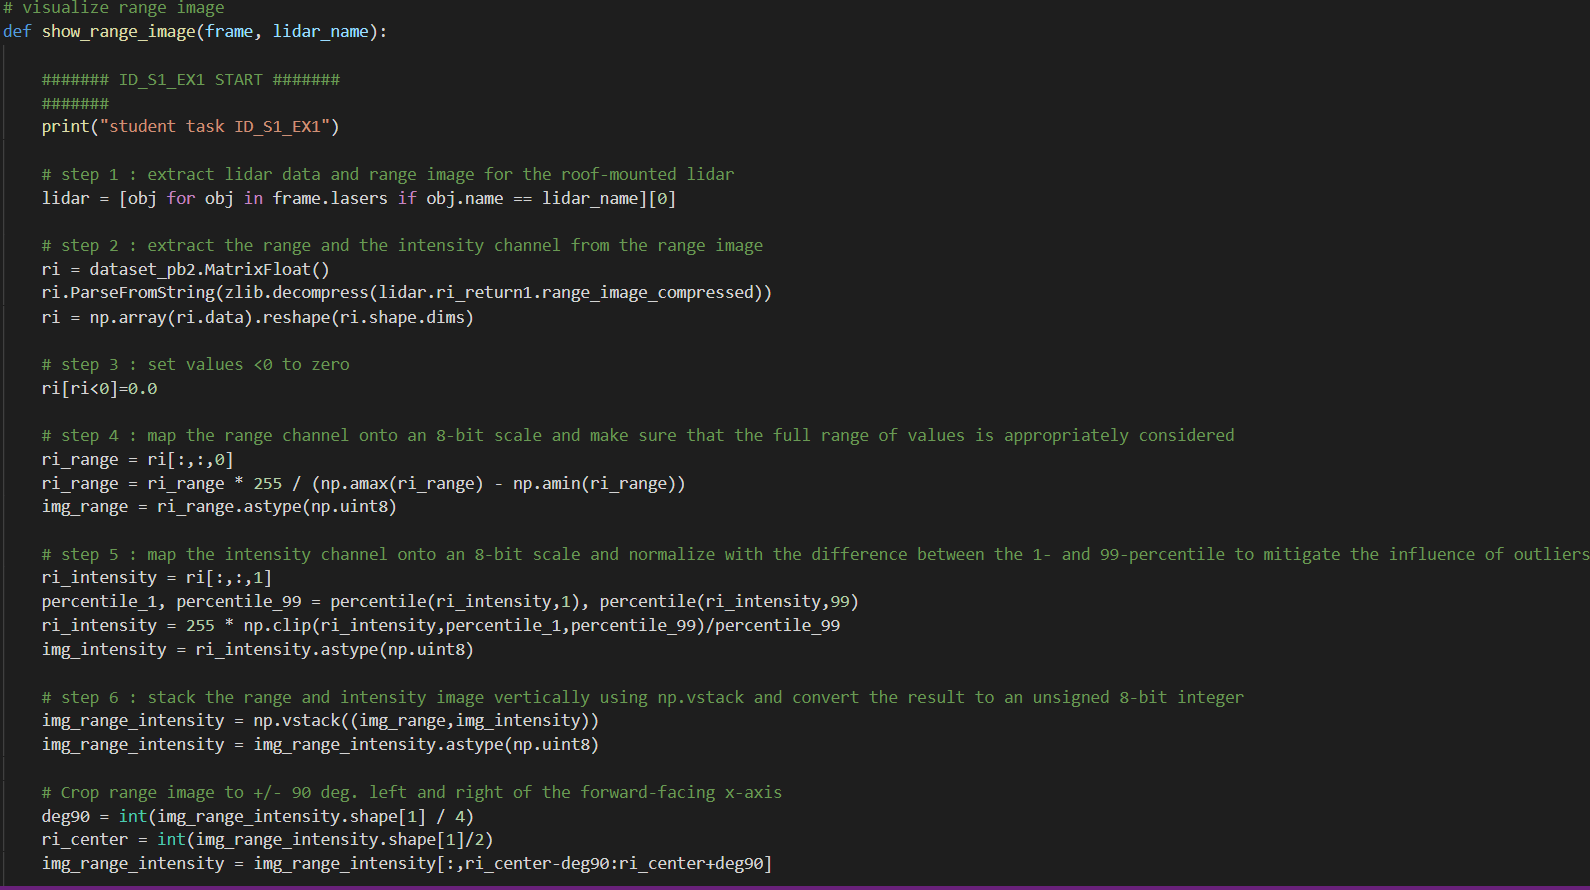 # visualize range image
def show_range_image(frame, lidar_name):
####### ID_S1_EX1 START #######
#######
print("student task ID_S1_EX1")
# step 1 : extract lidar data and range image for the roof-mounted lidar
lidar = [obj for obj in frame.lasers if obj.name == lidar_name][0]
# step 2 : extract the range and the intensity channel from the range image
ri = dataset_pb2.MatrixFloat()
ri.ParseFromString(zlib.decompress(lidar.ri_return1.range_image_compressed))
ri = np.array(ri.data).reshape(ri.shape.dims)
# step 3 : set values <0 to zero
ri[ri<0]=0.0
# step 4 : map the range channel onto an 8-bit scale and make sure that the full range of values is appropriately considered
ri_range = ri[:,:,0]
ri_range = ri_range * 255 / (np.amax(ri_range) - np.amin(ri_range))
img_range = ri_range.astype(np.uint8)
# step 5 : map the intensity channel onto an 8-bit scale and normalize with the difference between the 1- and 99-percentile to mitigate the influence of outliers
ri_intensity = ri[:,:,1]
percentile_1, percentile_99 = percentile(ri_intensity,1), percentile(ri_intensity,99)
ri_intensity = 255 * np.clip(ri_intensity,percentile_1,percentile_99)/percentile_99
img_intensity = ri_intensity.astype(np.uint8)
# step 6 : stack the range and intensity image vertically using np.vstack and convert the result to an unsigned 8-bit integer
img_range_intensity = np.vstack((img_range,img_intensity))
img_range_intensity = img_range_intensity.astype(np.uint8)
# Crop range image to +/- 90 deg. left and right of the forward-facing x-axis
deg90 = int(img_range_intensity.shape[1] / 4)
ri_center = int(img_range_intensity.shape[1]/2)
img_range_intensity = img_range_intensity[:,ri_center-deg90:ri_center+deg90]